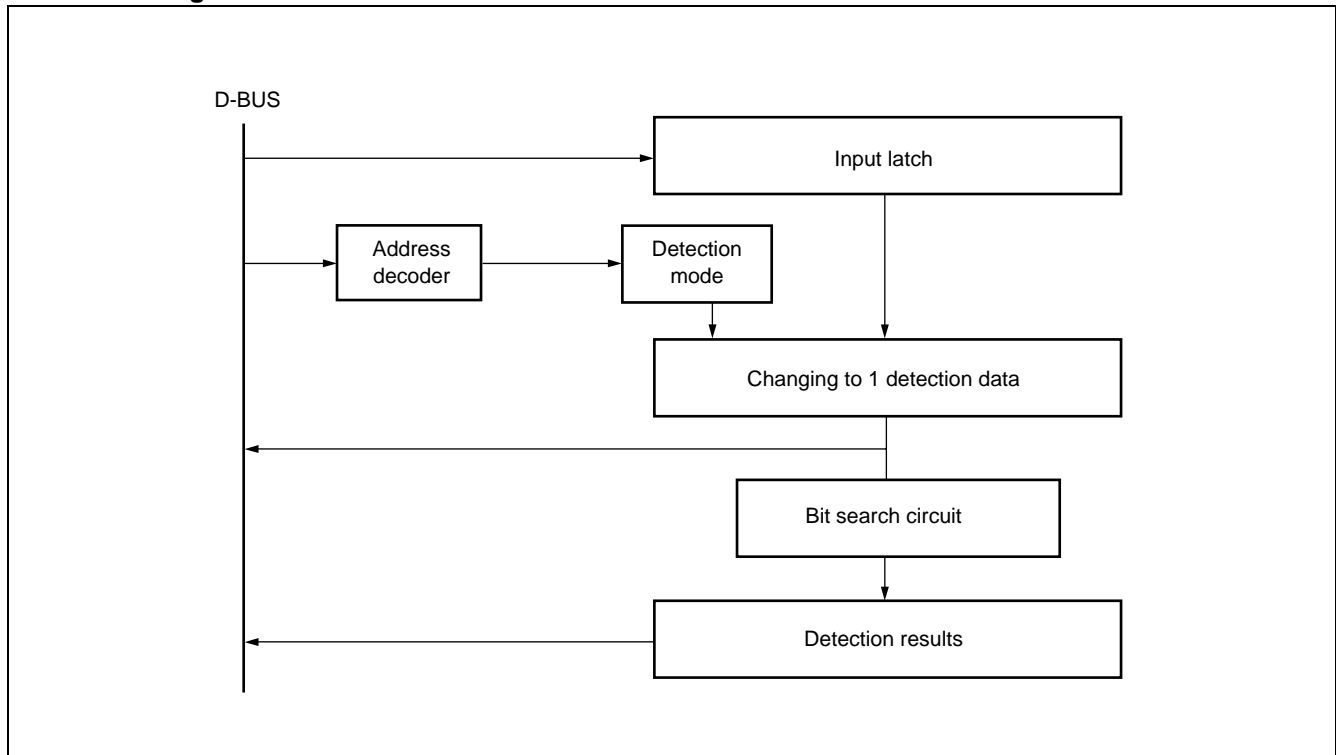 D-BUS
Input latch
Address
decoder
Detection
mode
Changing to 1 detection data
Bit search circuit
Detection results